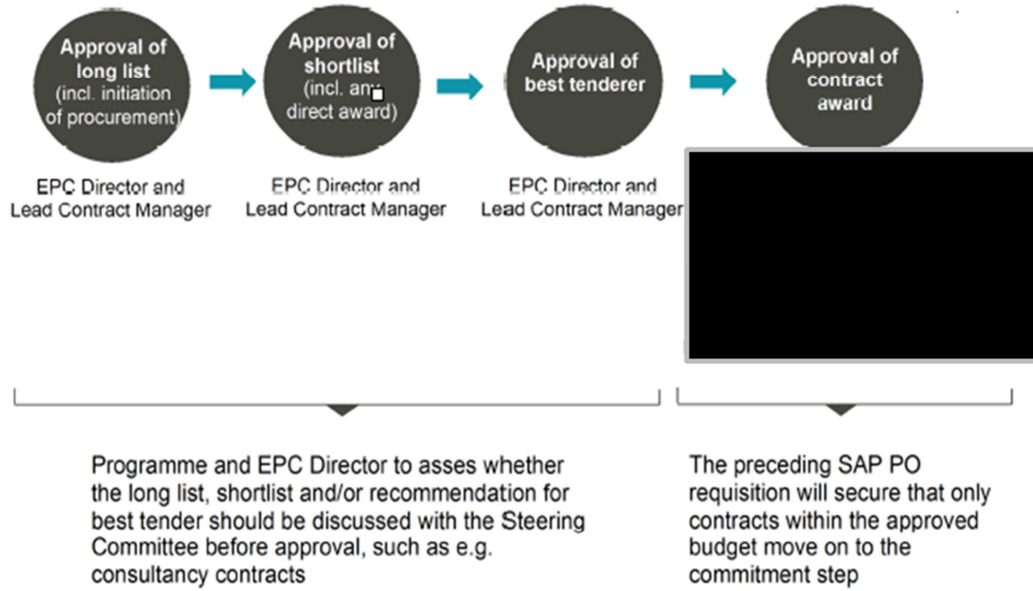 Approval of
long list
(incl. initiation
of procurement)
Approval of
shortlist
(incl. any
direct award)
Approval of
best tenderer
Approval of
contract
award
EPC Director and
Lead Contract Manager
EPC Director and
Lead Contract Manager
EPC Director and
Lead Contract Manager
Programme and EPC Director to asses whether
the long list, shortlist and/or recommendation for
best tender should be discussed with the Steering
Committee before approval, such as e.g.
consultancy contracts
The preceding SAP PO
requisition will secure that only
contracts within the approved
budget move on to the
commitment step